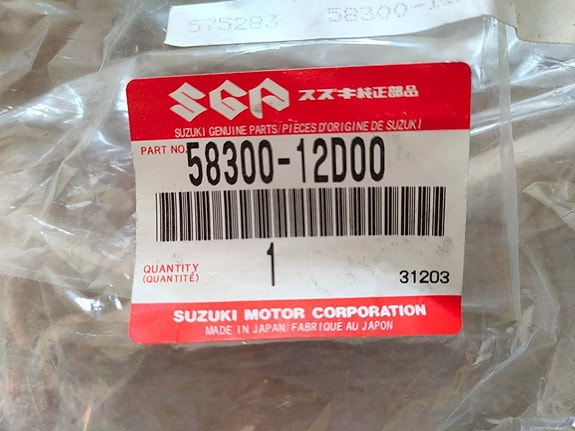 575283 58300-
SGP スズキ純正部品
SUZUKI GENUINE PARTS/PIÈCES D'ORIGINE DE SUZUKI
PART NO. 58300-12D00
QUANTITY 1
(QUANTITÉ) 31203
SUZUKI MOTOR CORPORATION
MADE IN JAPAN/FABRIQUÉ AU JAPON